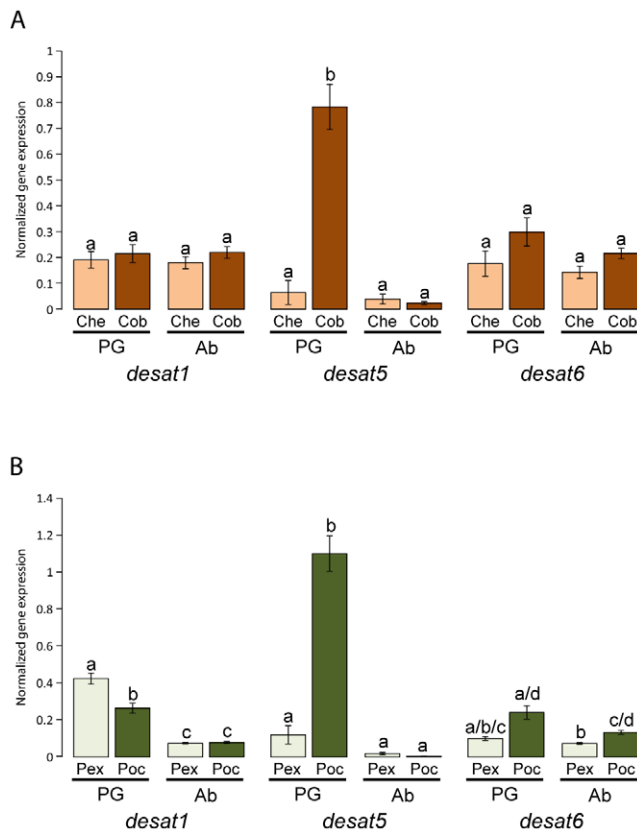 A
Normalized gene expression
1
0.9
0.8
0.7
0.6
0.5
0.4
0.3
0.2
0.1
0
a a a a a b a a a a a a
Che Cob Che Cob Che Cob Che Cob Che Cob Che Cob
PG Ab PG Ab PG Ab
desat1 desat5 desat6
B
Normalized gene expression
1.4
1.2
1
0.8
0.6
0.4
0.2
0
a b c c a b a a a/b/c a/d b c/d
Pex Poc Pex Poc Pex Poc Pex Poc Pex Poc Pex Poc
PG Ab PG Ab PG Ab
desat1 desat5 desat6